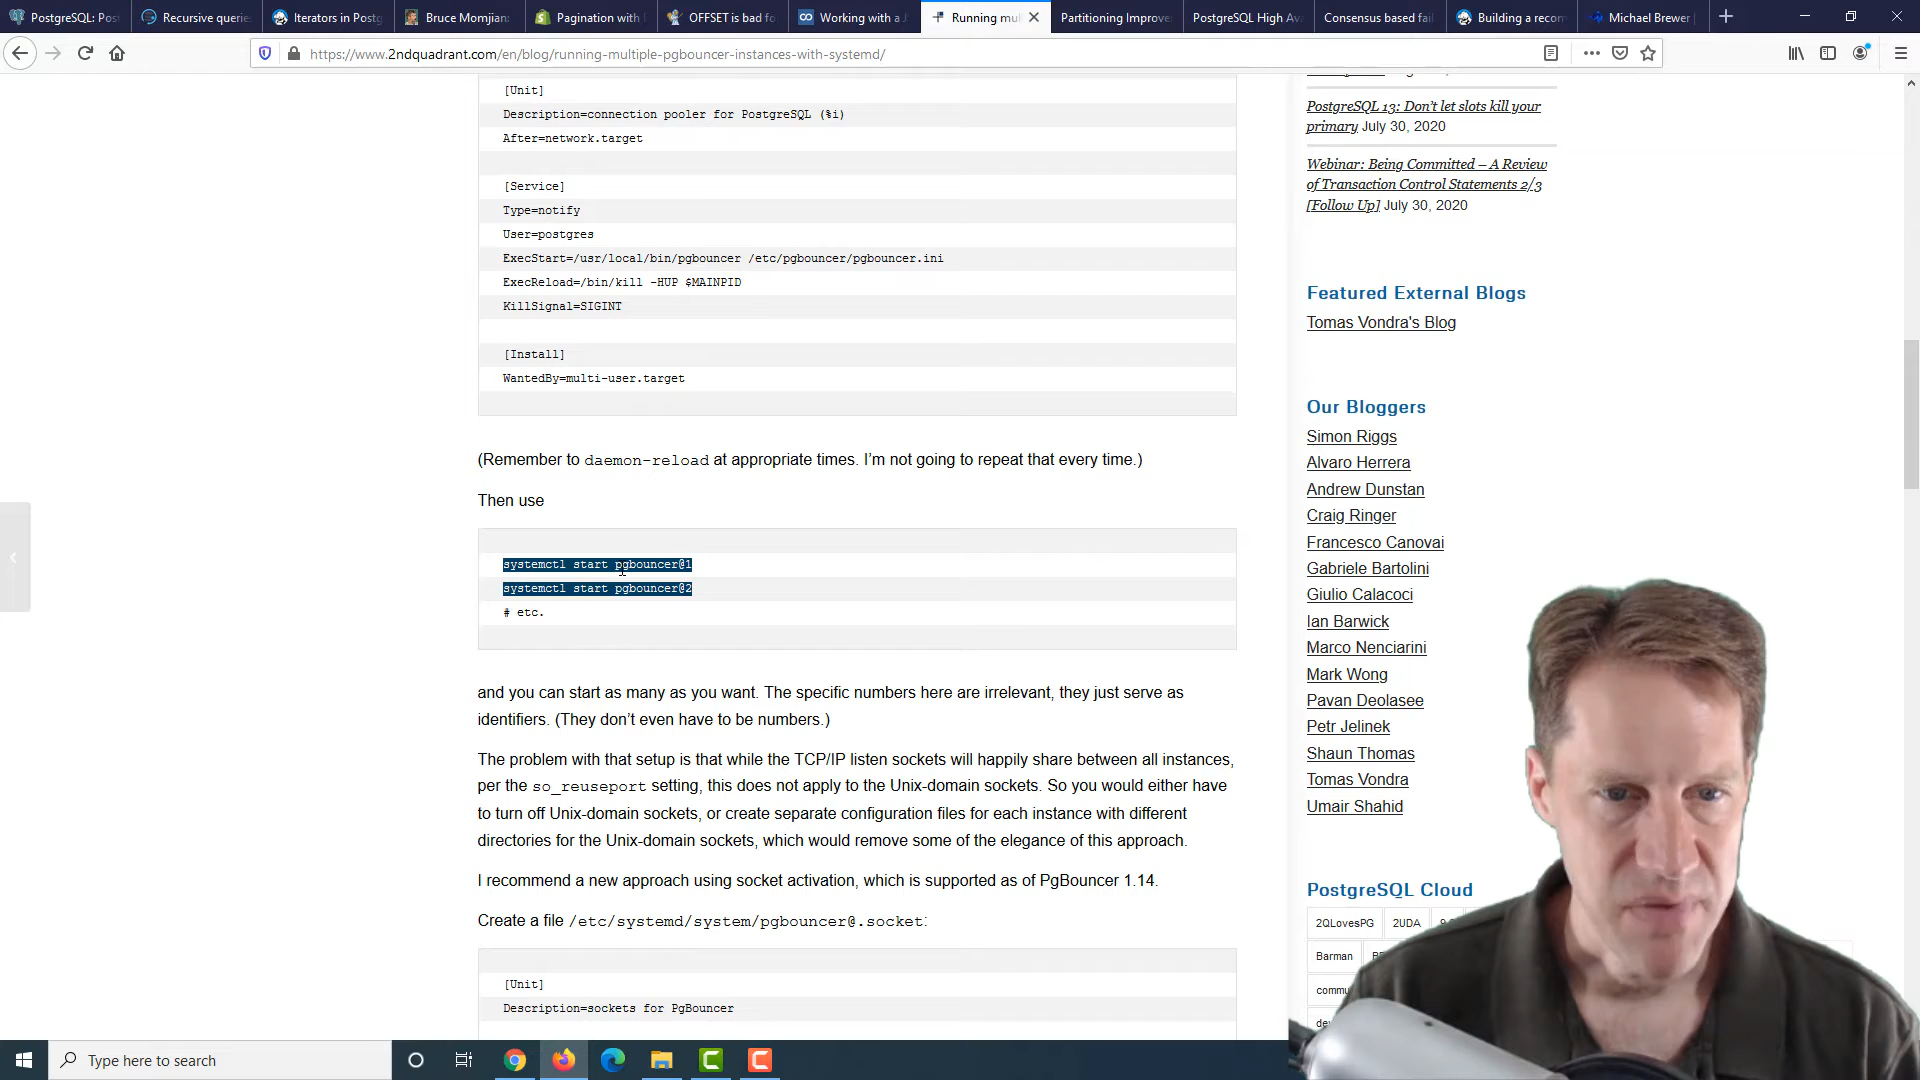 PostgreSQL: Pos
Recursive querie
Iterators in Postg
Bruce Momjian
Pagination with
OFFSET is bad fo
Working with a J
Running mul
Partitioning Improve
PostgreSQL High Ava
Consensus based fail
Building a recom
Michael Brewer
https://www.2ndquadrant.com/en/blog/running-multiple-pgbouncer-instances-with-systemd/
[Unit]
Description=connection pooler for PostgreSQL (%i)
After=network.target
[Service]
Type=notify
User=postgres
ExecStart=/usr/local/bin/pgbouncer /etc/pgbouncer/pgbouncer.ini
ExecReload=/bin/kill -HUP $MAINPID
KillSignal=SIGINT
[Install]
WantedBy=multi-user.target
(Remember to daemon-reload at appropriate times. I’m not going to repeat that every time.)
Then use
systemctl start pgbouncer@1
systemctl start pgbouncer@2
# etc.
and you can start as many as you want. The specific numbers here are irrelevant, they just serve as
identifiers. (They don’t even have to be numbers.)
The problem with that setup is that while the TCP/IP listen sockets will happily share between all instances,
per the so_reuseport setting, this does not apply to the Unix-domain sockets. So you would either have
to turn off Unix-domain sockets, or create separate configuration files for each instance with different
directories for the Unix-domain sockets, which would remove some of the elegance of this approach.
I recommend a new approach using socket activation, which is supported as of PgBouncer 1.14.
Create a file /etc/systemd/system/pgbouncer@.socket:
[Unit]
Description=sockets for PgBouncer
PostgreSQL 13: Don’t let slots kill your
primary July 30, 2020
Webinar: Being Committed – A Review
of Transaction Control Statements 2/3
[Follow Up] July 30, 2020
Featured External Blogs
Tomas Vondra's Blog
Our Bloggers
Simon Riggs
Alvaro Herrera
Andrew Dunstan
Craig Ringer
Francesco Canovai
Gabriele Bartolini
Giulio Calacoci
Ian Barwick
Marco Nenciarini
Mark Wong
Pavan Deolasee
Petr Jelinek
Shaun Thomas
Tomas Vondra
Umair Shahid
PostgreSQL Cloud
2QLovesPG
2UDA
Barman
commu
de
Type here to search